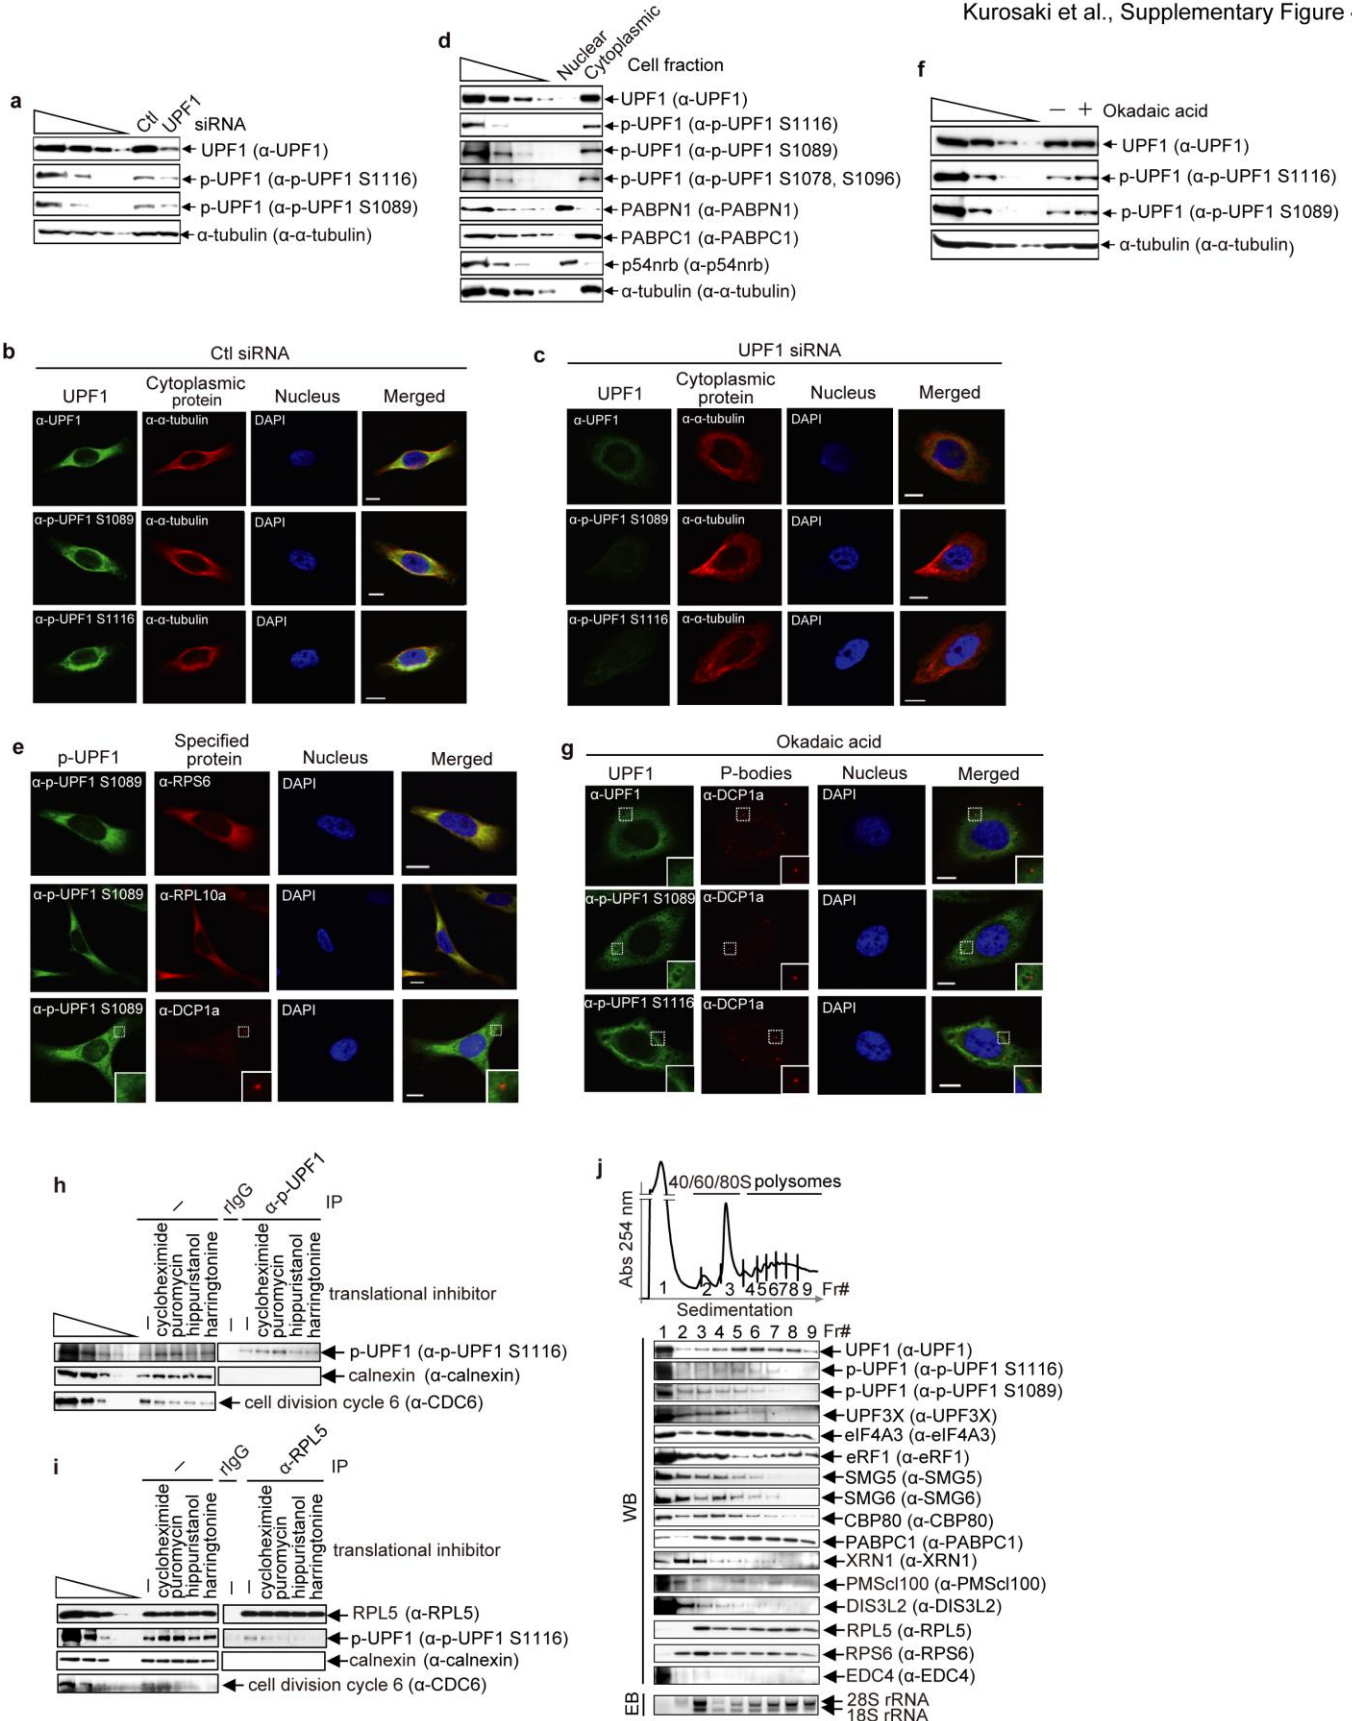 Kurosaki et al., Supplementary Figure
a
Ctl
UPF1
siRNA
UPF1 (α-UPF1)
p-UPF1 (α-p-UPF1 S1116)
p-UPF1 (α-p-UPF1 S1089)
α-tubulin (α-α-tubulin)
d
Nuclear
Cytoplasmic
Cell fraction
UPF1 (α-UPF1)
p-UPF1 (α-p-UPF1 S1116)
p-UPF1 (α-p-UPF1 S1089)
p-UPF1 (α-p-UPF1 S1078, S1096)
PABPN1 (α-PABPN1)
PABPC1 (α-PABPC1)
p54nrb (α-p54nrb)
α-tubulin (α-α-tubulin)
f
– + Okadaic acid
UPF1 (α-UPF1)
p-UPF1 (α-p-UPF1 S1116)
p-UPF1 (α-p-UPF1 S1089)
α-tubulin (α-α-tubulin)
b
Ctl siRNA
UPF1 Cytoplasmic protein Nucleus Merged
α-UPF1 α-α-tubulin DAPI
α-p-UPF1 S1089 α-α-tubulin DAPI
α-p-UPF1 S1116 α-α-tubulin DAPI
c
UPF1 siRNA
UPF1 Cytoplasmic protein Nucleus Merged
α-UPF1 α-α-tubulin DAPI
α-p-UPF1 S1089 α-α-tubulin DAPI
α-p-UPF1 S1116 α-α-tubulin DAPI
e
p-UPF1 Specified protein Nucleus Merged
α-p-UPF1 S1089 α-RPS6 DAPI
α-p-UPF1 S1089 α-RPL10a DAPI
α-p-UPF1 S1089 α-DCP1a DAPI
g
Okadaic acid
UPF1 P-bodies Nucleus Merged
α-UPF1 α-DCP1a DAPI
α-p-UPF1 S1089 α-DCP1a DAPI
α-p-UPF1 S1116 α-DCP1a DAPI
h
– rIgG α-p-UPF1 IP
– cycloheximide puromycin hippuristanol harringtonine – – cycloheximide puromycin hippuristanol harringtonine
translational inhibitor
p-UPF1 (α-p-UPF1 S1116)
calnexin (α-calnexin)
cell division cycle 6 (α-CDC6)
i
– rIgG α-RPL5 IP
– cycloheximide puromycin hippuristanol harringtonine – – cycloheximide puromycin hippuristanol harringtonine
translational inhibitor
RPL5 (α-RPL5)
p-UPF1 (α-p-UPF1 S1116)
calnexin (α-calnexin)
cell division cycle 6 (α-CDC6)
j
40/60/80S polysomes
Abs 254 nm
1 2 3 4 5 6 7 8 9 Fr#
Sedimentation
1 2 3 4 5 6 7 8 9 Fr#
WB
UPF1 (α-UPF1)
p-UPF1 (α-p-UPF1 S1116)
p-UPF1 (α-p-UPF1 S1089)
UPF3X (α-UPF3X)
eIF4A3 (α-eIF4A3)
eRF1 (α-eRF1)
SMG5 (α-SMG5)
SMG6 (α-SMG6)
CBP80 (α-CBP80)
PABPC1 (α-PABPC1)
XRN1 (α-XRN1)
PMScl100 (α-PMScl100)
DIS3L2 (α-DIS3L2)
RPL5 (α-RPL5)
RPS6 (α-RPS6)
EDC4 (α-EDC4)
EB
28S rRNA
18S rRNA